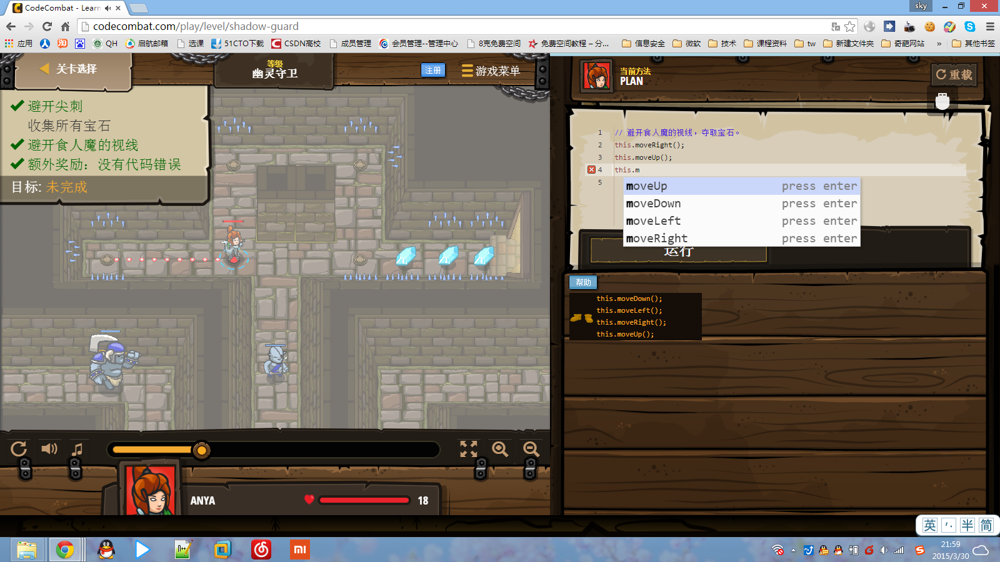 CodeCombat - Learn
sky
codecombat.com/play/level/shadow-guard
应用
淘
QH
启航邮箱
选课
51CTO下载
CSDN高校
成员管理
会员管理--管理中心
8克免费空间
免费空间教程 – 分...
信息安全
微软
技术
课程资料
tw
新建文件夹
奇葩网站
»
其他书签
关卡选择
等级
幽灵守卫
注册
游戏菜单
当前方法
PLAN
重载
避开尖刺
收集所有宝石
避开食人魔的视线
额外奖励：没有代码错误
目标: 未完成
1 // 避开食人魔的视线，夺取宝石。
2 this.moveRight();
3 this.moveUp();
4 this.m
5
moveUp press enter
moveDown press enter
moveLeft press enter
moveRight press enter
运行
帮助
this.moveDown();
this.moveLeft();
this.moveRight();
this.moveUp();
ANYA
18
英 半 简
mi
21:59
2015/3/30